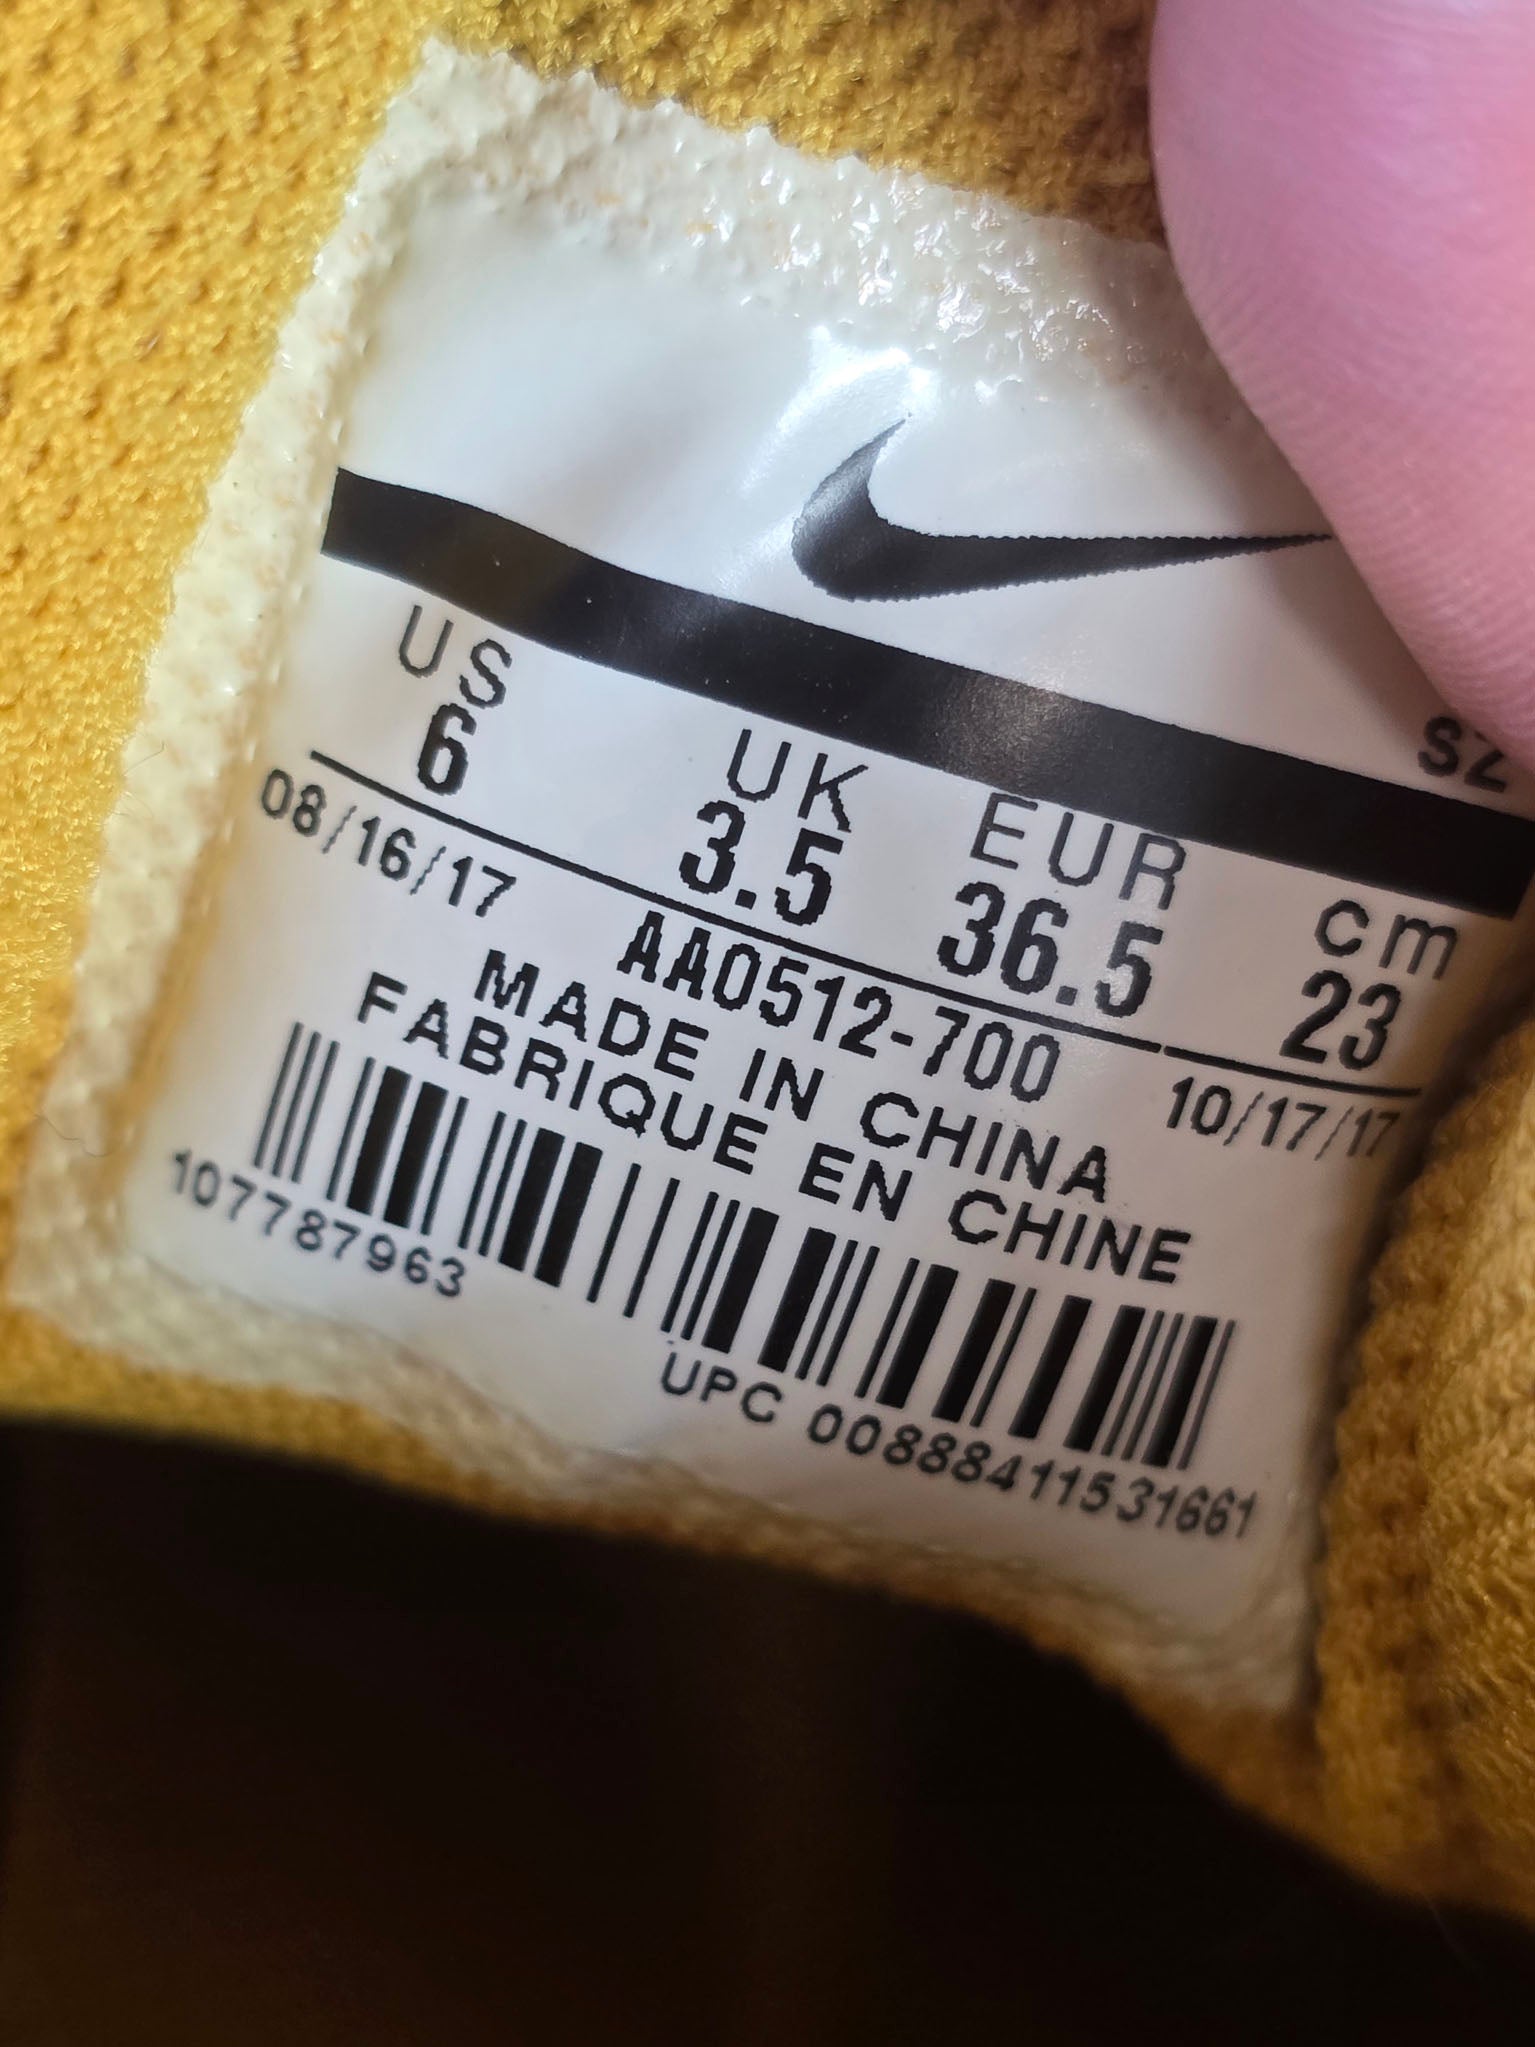 SZ
US UK EUR cm
6 3.5 36.5 23
08/16/17 AA0512-700 10/17/17
MADE IN CHINA
FABRIQUE EN CHINE
107787963
UPC 00888411531661